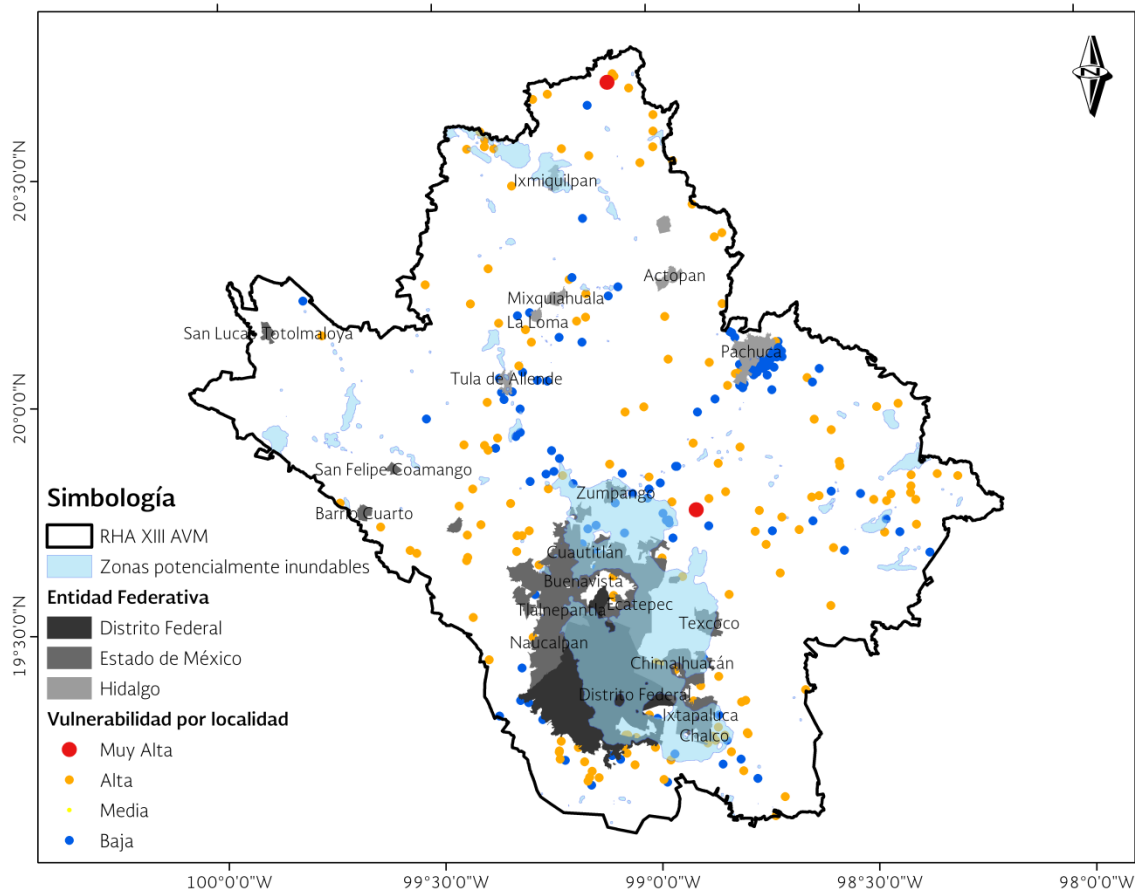 N
20°30'0"N
20°0'0"N
19°30'0"N
Ixmiquilpan
Actopan
Mixquiahuala
La Loma
San Lucas Totolmaloya
Pachuca
Tula de Allende
San Felipe Coamango
Zumpango
Barrio Cuarto
Cuautitlán
Buenavista
Tlalnepantla
Ecatepec
Texcoco
Naucalpan
Chimalhuacán
Distrito Federal
Ixtapaluca
Chalco
Simbología
RHA XIII AVM
Zonas potencialmente inundables
Entidad Federativa
Distrito Federal
Estado de México
Hidalgo
Vulnerabilidad por localidad
Muy Alta
Alta
Media
Baja
100°0'0"W
99°30'0"W
99°0'0"W
98°30'0"W
98°0'0"W